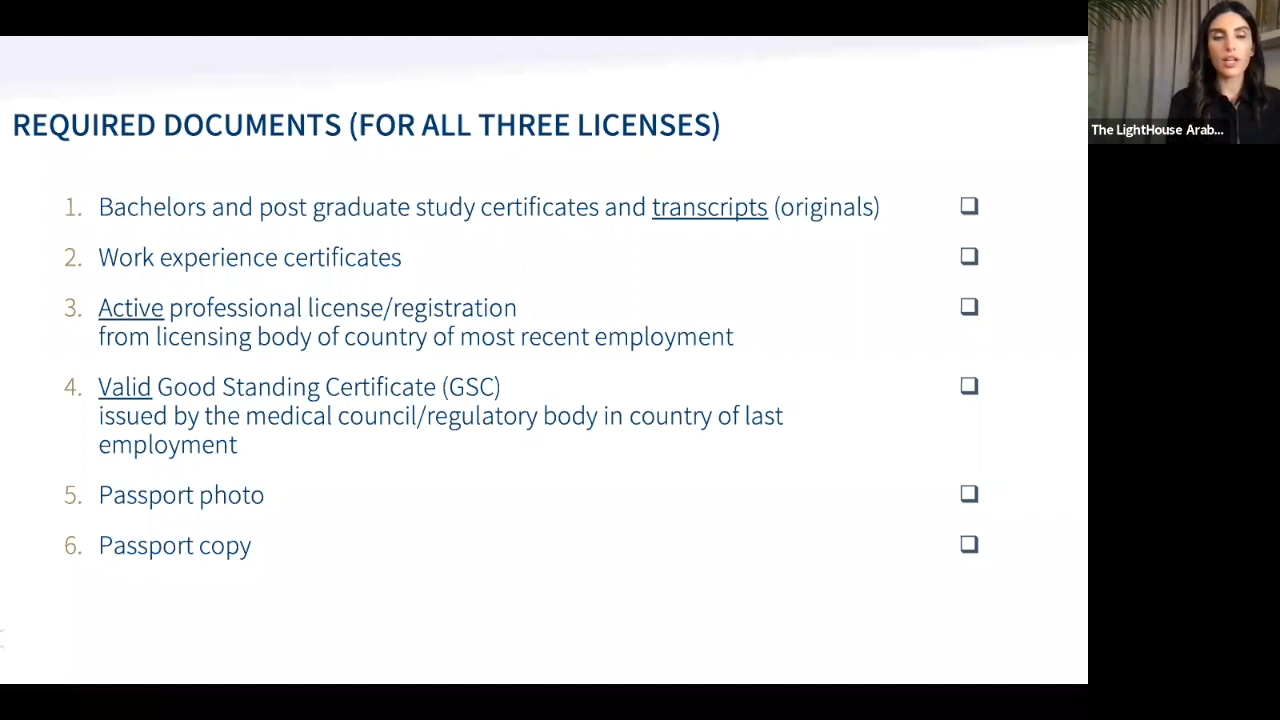 REQUIRED DOCUMENTS (FOR ALL THREE LICENSES)
1. Bachelors and post graduate study certificates and transcripts (originals)
2. Work experience certificates
3. Active professional license/registration
from licensing body of country of most recent employment
4. Valid Good Standing Certificate (GSC)
issued by the medical council/regulatory body in country of last
employment
5. Passport photo
6. Passport copy
The LightHouse Arab...